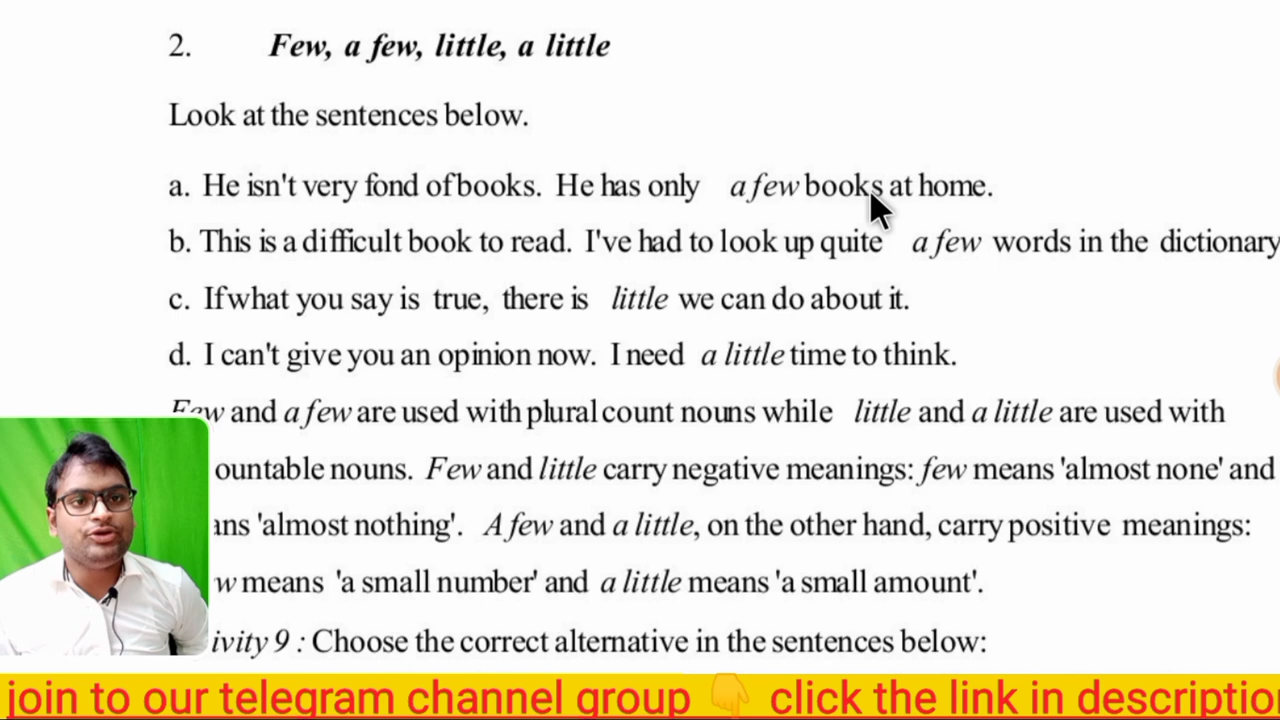 2. Few, a few, little, a little
Look at the sentences below.
a. He isn't very fond of books. He has only a few books at home.
b. This is a difficult book to read. I've had to look up quite a few words in the dictionary
c. If what you say is true, there is little we can do about it.
d. I can't give you an opinion now. I need a little time to think.
Few and a few are used with plural count nouns while little and a little are used with
ountable nouns. Few and little carry negative meanings: few means 'almost none' and
ans 'almost nothing'. A few and a little, on the other hand, carry positive meanings:
w means 'a small number' and a little means 'a small amount'.
ivity 9 : Choose the correct alternative in the sentences below:
join to our telegram channel group 👇 click the link in descriptio